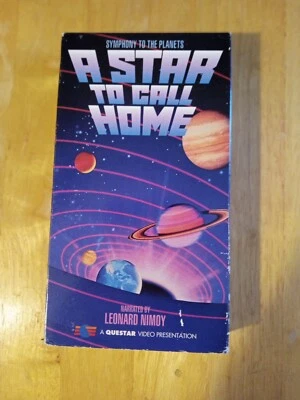 SYMPHONY TO THE PLANETS
A STAR
TO CALL
HOME
NARRATED BY
LEONARD NIMOY
A QUESTAR VIDEO PRESENTATION